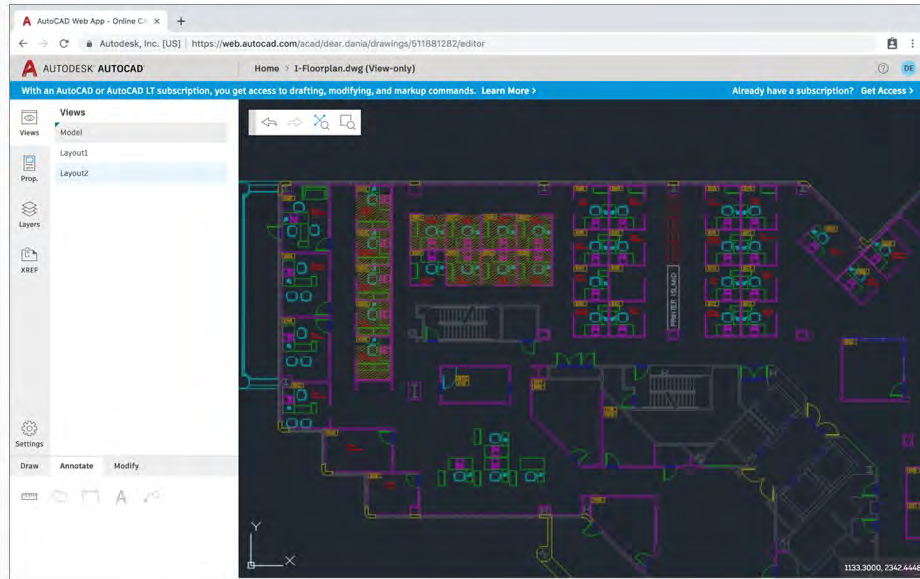 AutoCAD Web App - Online CA
Autodesk, Inc. [US] https://web.autocad.com/acad/dear.dania/drawings/511881282/editor
AUTODESK AUTOCAD
Home > 1-Floorplan.dwg (View-only)
DE
With an AutoCAD or AutoCAD LT subscription, you get access to drafting, modifying, and markup commands. Learn More >
Already have a subscription? Get Access >
Views
Views
Model
Layout1
Layout2
Prop.
Layers
XREF
Settings
Draw Annotate Modify
PRINTER ISLAND
Y
X
1133.3000, 2342.4448